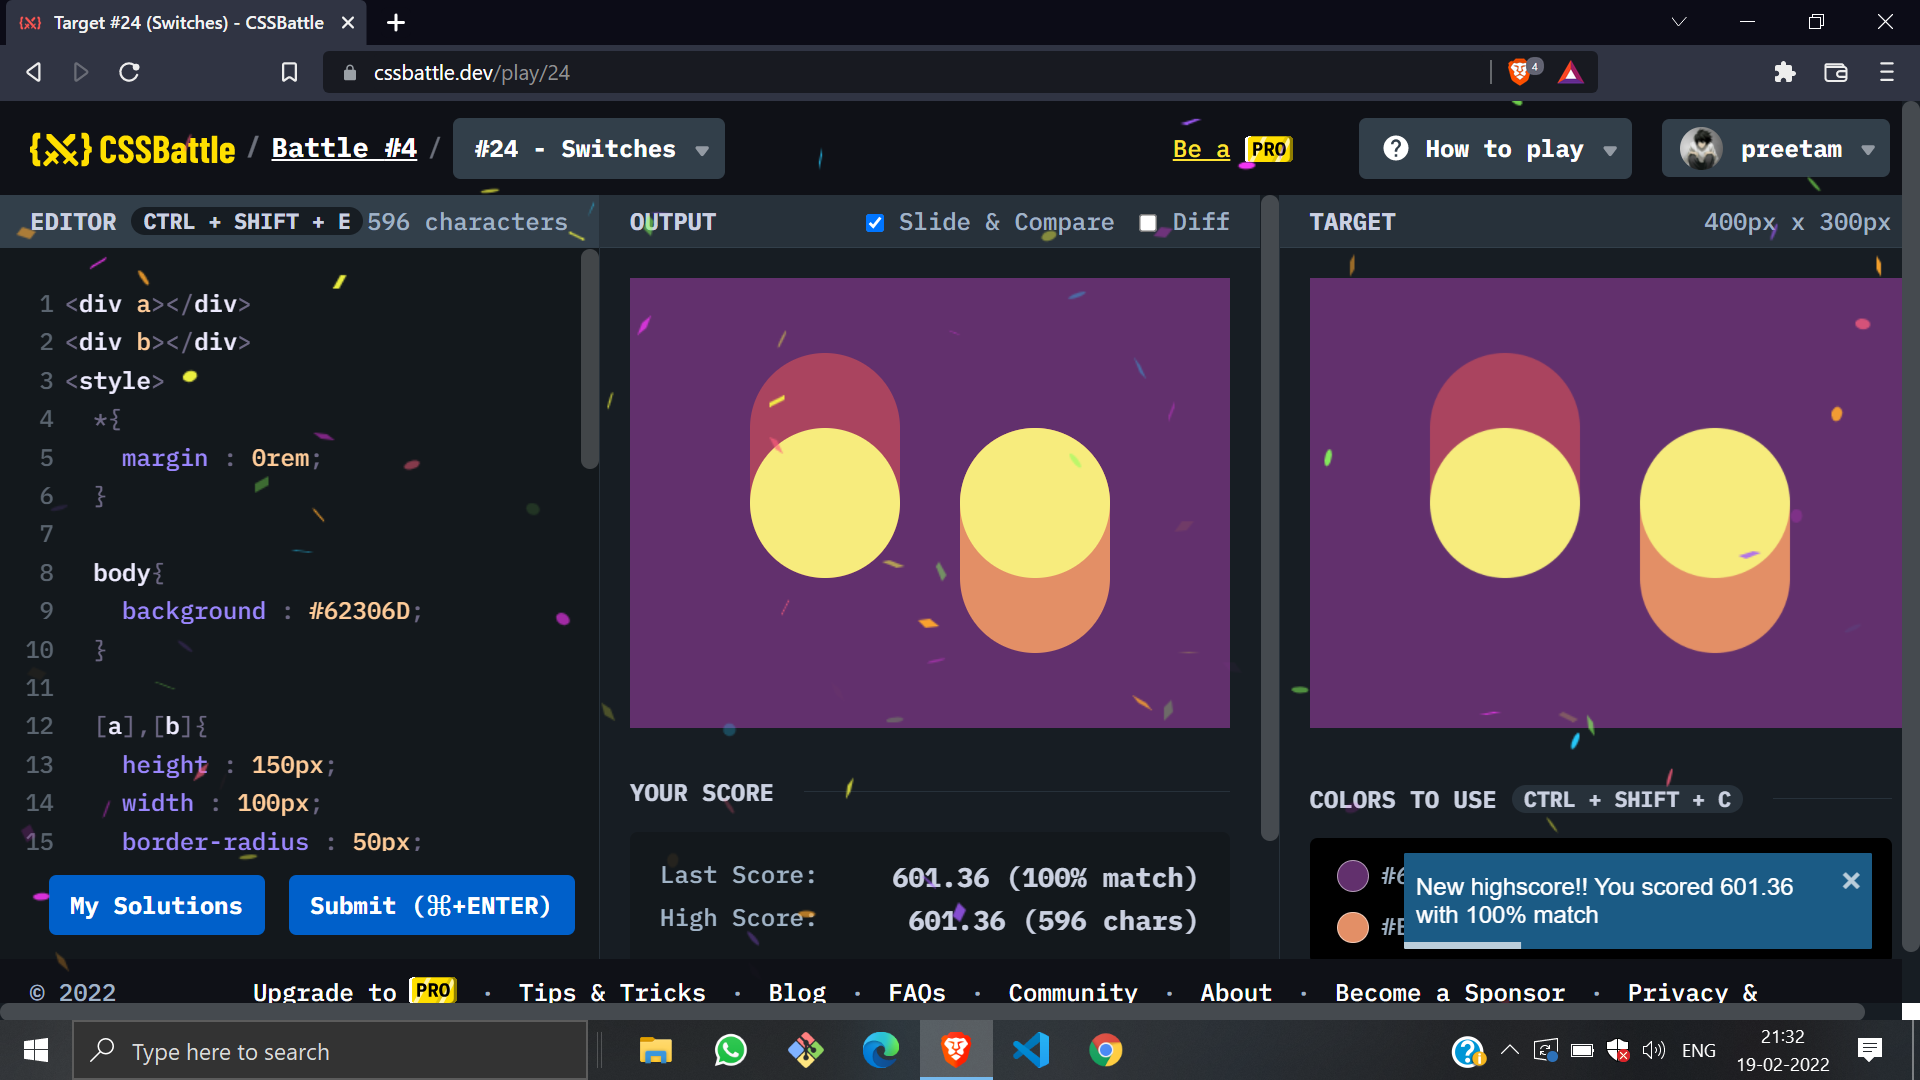 Target #24 (Switches) - CSSBattle
cssbattle.dev/play/24
4
{X} CSSBattle / Battle #4 / #24 - Switches
Be a PRO
How to play
preetam
EDITOR CTRL + SHIFT + E 596 characters
OUTPUT
Slide & Compare
Diff
TARGET
400px x 300px
1 <div a></div>
2 <div b></div>
3 <style>
4 *{
5 margin : 0rem;
6 }
7
8 body{
9 background : #62306D;
10 }
11
12 [a],[b]{
13 height : 150px;
14 width : 100px;
15 border-radius : 50px;
My Solutions
Submit (⌘+ENTER)
YOUR SCORE
Last Score: 601.36 (100% match)
High Score: 601.36 (596 chars)
COLORS TO USE CTRL + SHIFT + C
#6
#E
New highscore!! You scored 601.36
with 100% match
© 2022
Upgrade to PRO · Tips & Tricks · Blog · FAQs · Community · About · Become a Sponsor · Privacy &
Type here to search
ENG
21:32
19-02-2022